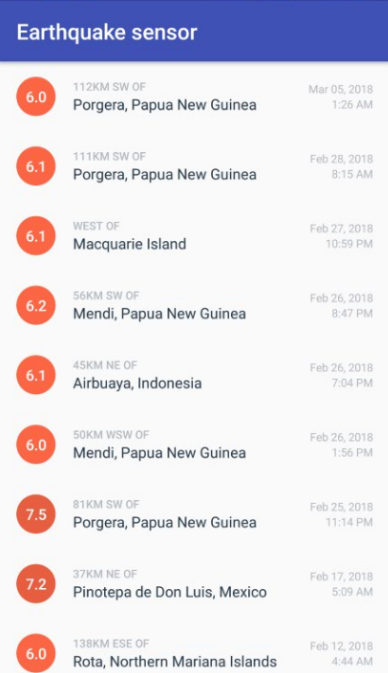 Earthquake sensor
6.0
112KM SW OF
Porgera, Papua New Guinea
Mar 05, 2018
1:26 AM
6.1
111KM SW OF
Porgera, Papua New Guinea
Feb 28, 2018
8:15 AM
6.1
WEST OF
Macquarie Island
Feb 27, 2018
10:59 PM
6.2
56KM SW OF
Mendi, Papua New Guinea
Feb 26, 2018
8:47 PM
6.1
45KM NE OF
Airbuaya, Indonesia
Feb 26, 2018
7:04 PM
6.0
50KM WSW OF
Mendi, Papua New Guinea
Feb 26, 2018
1:56 PM
7.5
81KM SW OF
Porgera, Papua New Guinea
Feb 25, 2018
11:14 PM
7.2
37KM NE OF
Pinotepa de Don Luis, Mexico
Feb 17, 2018
5:09 AM
6.0
138KM ESE OF
Rota, Northern Mariana Islands
Feb 12, 2018
4:44 AM